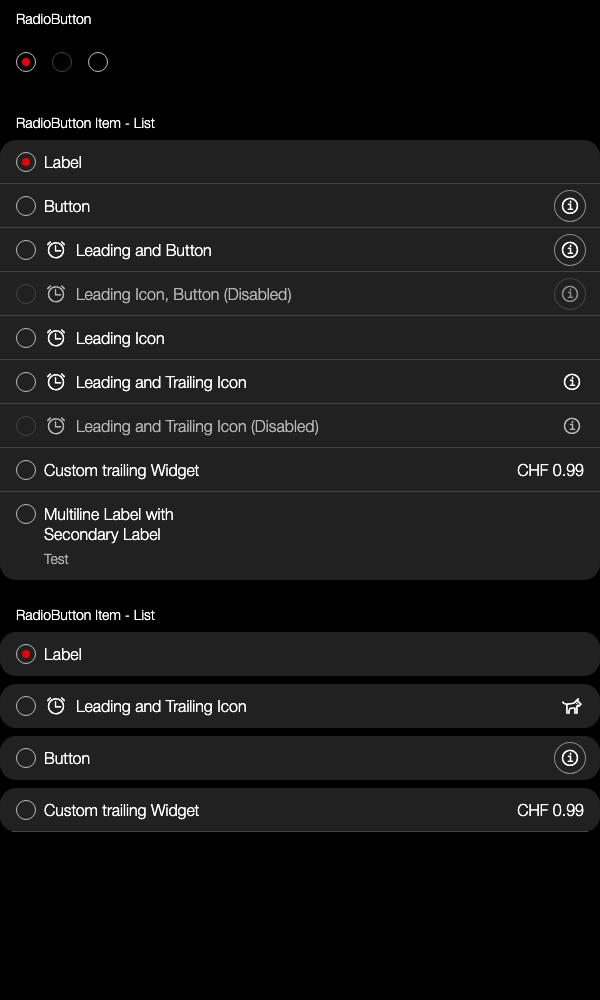 RadioButton
RadioButton Item - List
Label
Button
Leading and Button
Leading Icon, Button (Disabled)
Leading Icon
Leading and Trailing Icon
Leading and Trailing Icon (Disabled)
Custom trailing Widget CHF 0.99
Multiline Label with
Secondary Label
Test
RadioButton Item - List
Label
Leading and Trailing Icon
Button
Custom trailing Widget CHF 0.99